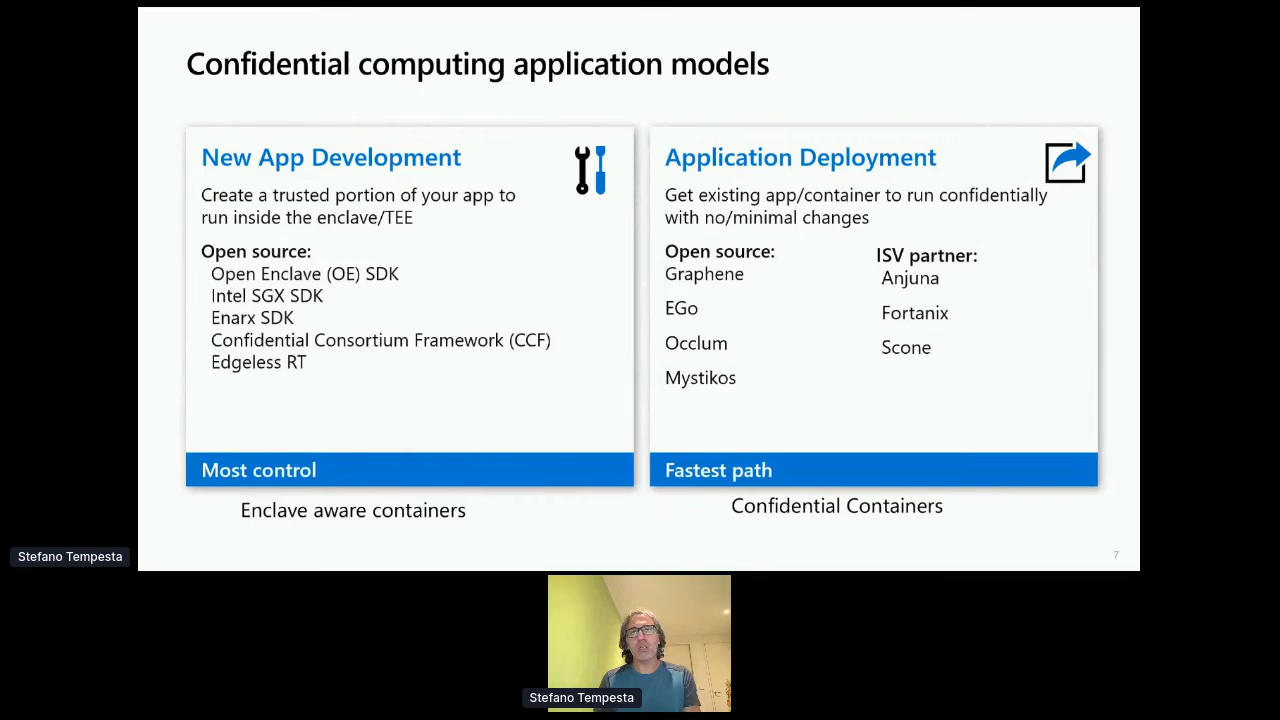 Confidential computing application models
New App Development
Create a trusted portion of your app to
run inside the enclave/TEE
Open source:
Open Enclave (OE) SDK
Intel SGX SDK
Enarx SDK
Confidential Consortium Framework (CCF)
Edgeless RT
Most control
Enclave aware containers
Application Deployment
Get existing app/container to run confidentially
with no/minimal changes
Open source:
Graphene
EGo
Occlum
Mystikos
ISV partner:
Anjuna
Fortanix
Scone
Fastest path
Confidential Containers
7
Stefano Tempesta
Stefano Tempesta